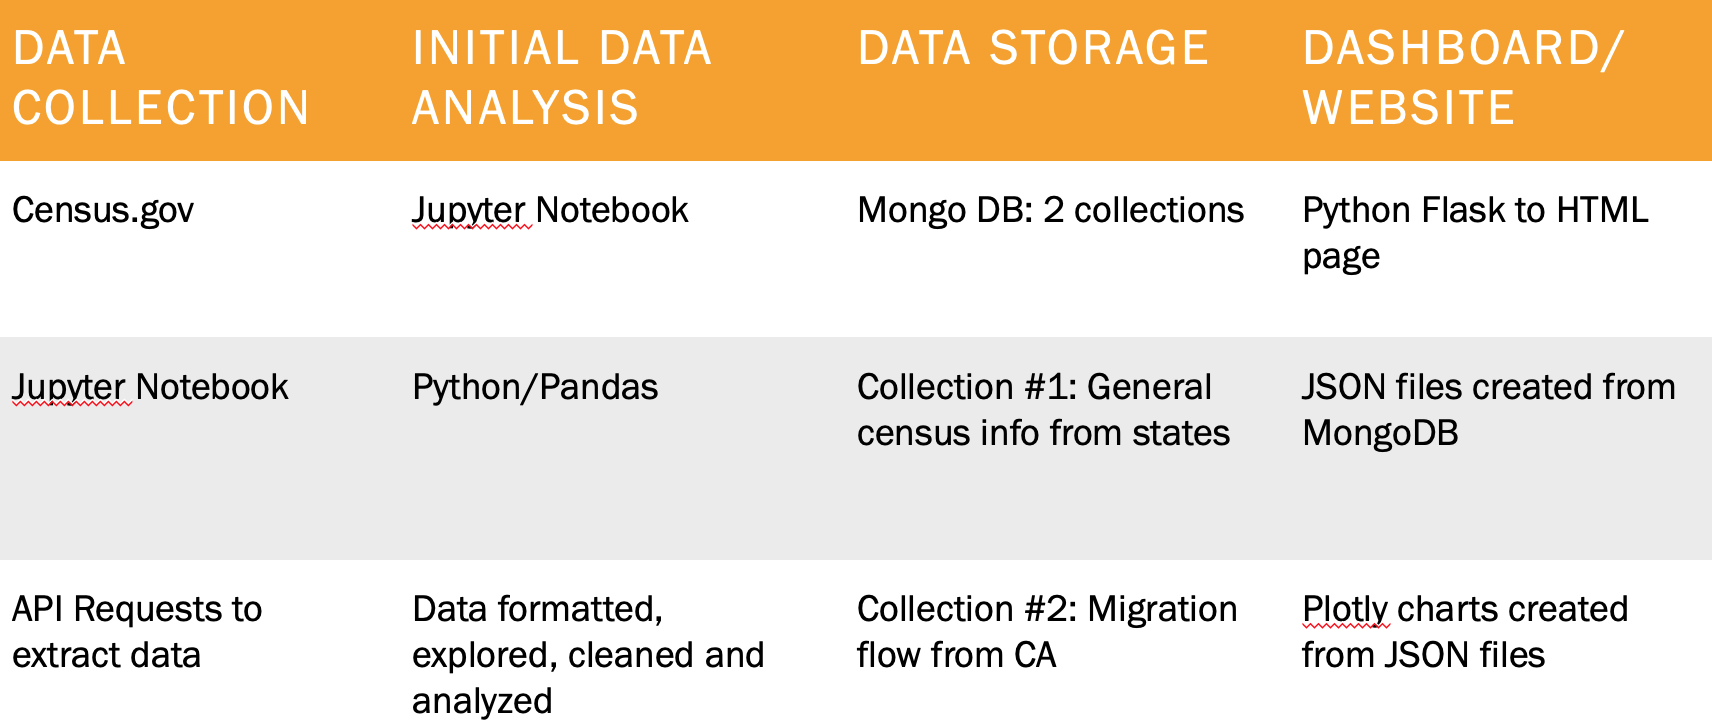 DATA
COLLECTION
INITIAL DATA
ANALYSIS
DATA STORAGE
DASHBOARD/
WEBSITE
Census.gov
Jupyter Notebook
Mongo DB: 2 collections
Python Flask to HTML
page
Jupyter Notebook
Python/Pandas
Collection #1: General
census info from states
JSON files created from
MongoDB
API Requests to
extract data
Data formatted,
explored, cleaned and
analyzed
Collection #2: Migration
flow from CA
Plotly charts created
from JSON files